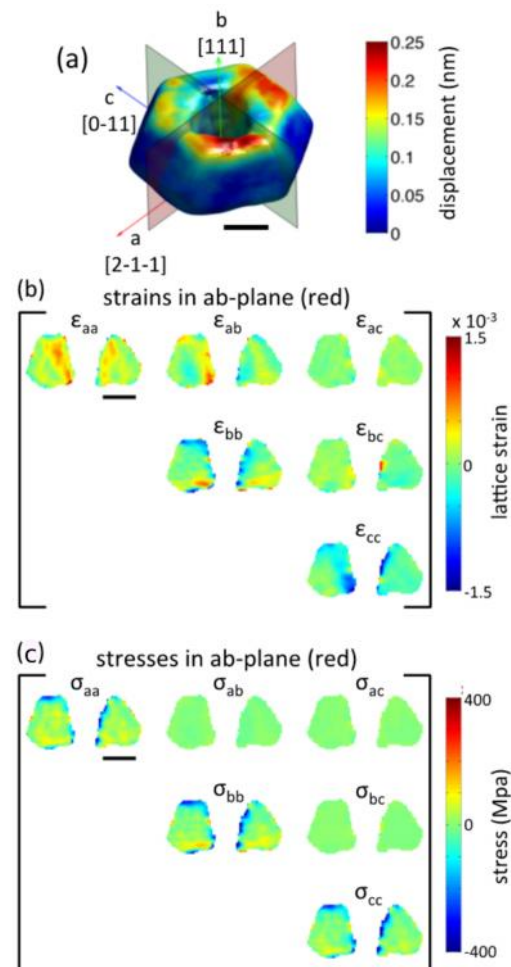 b
[111]
(a)
c
[0-11]
a
[2-1-1]
0.25
0.2
0.15
0.1
0.05
0
displacement (nm)
(b)
strains in ab-plane (red)
εaa
εab
εac
εbb
εbc
εcc
x 10-3
1.5
0
-1.5
lattice strain
(c)
stresses in ab-plane (red)
σaa
σab
σac
σbb
σbc
σcc
400
0
-400
stress (Mpa)